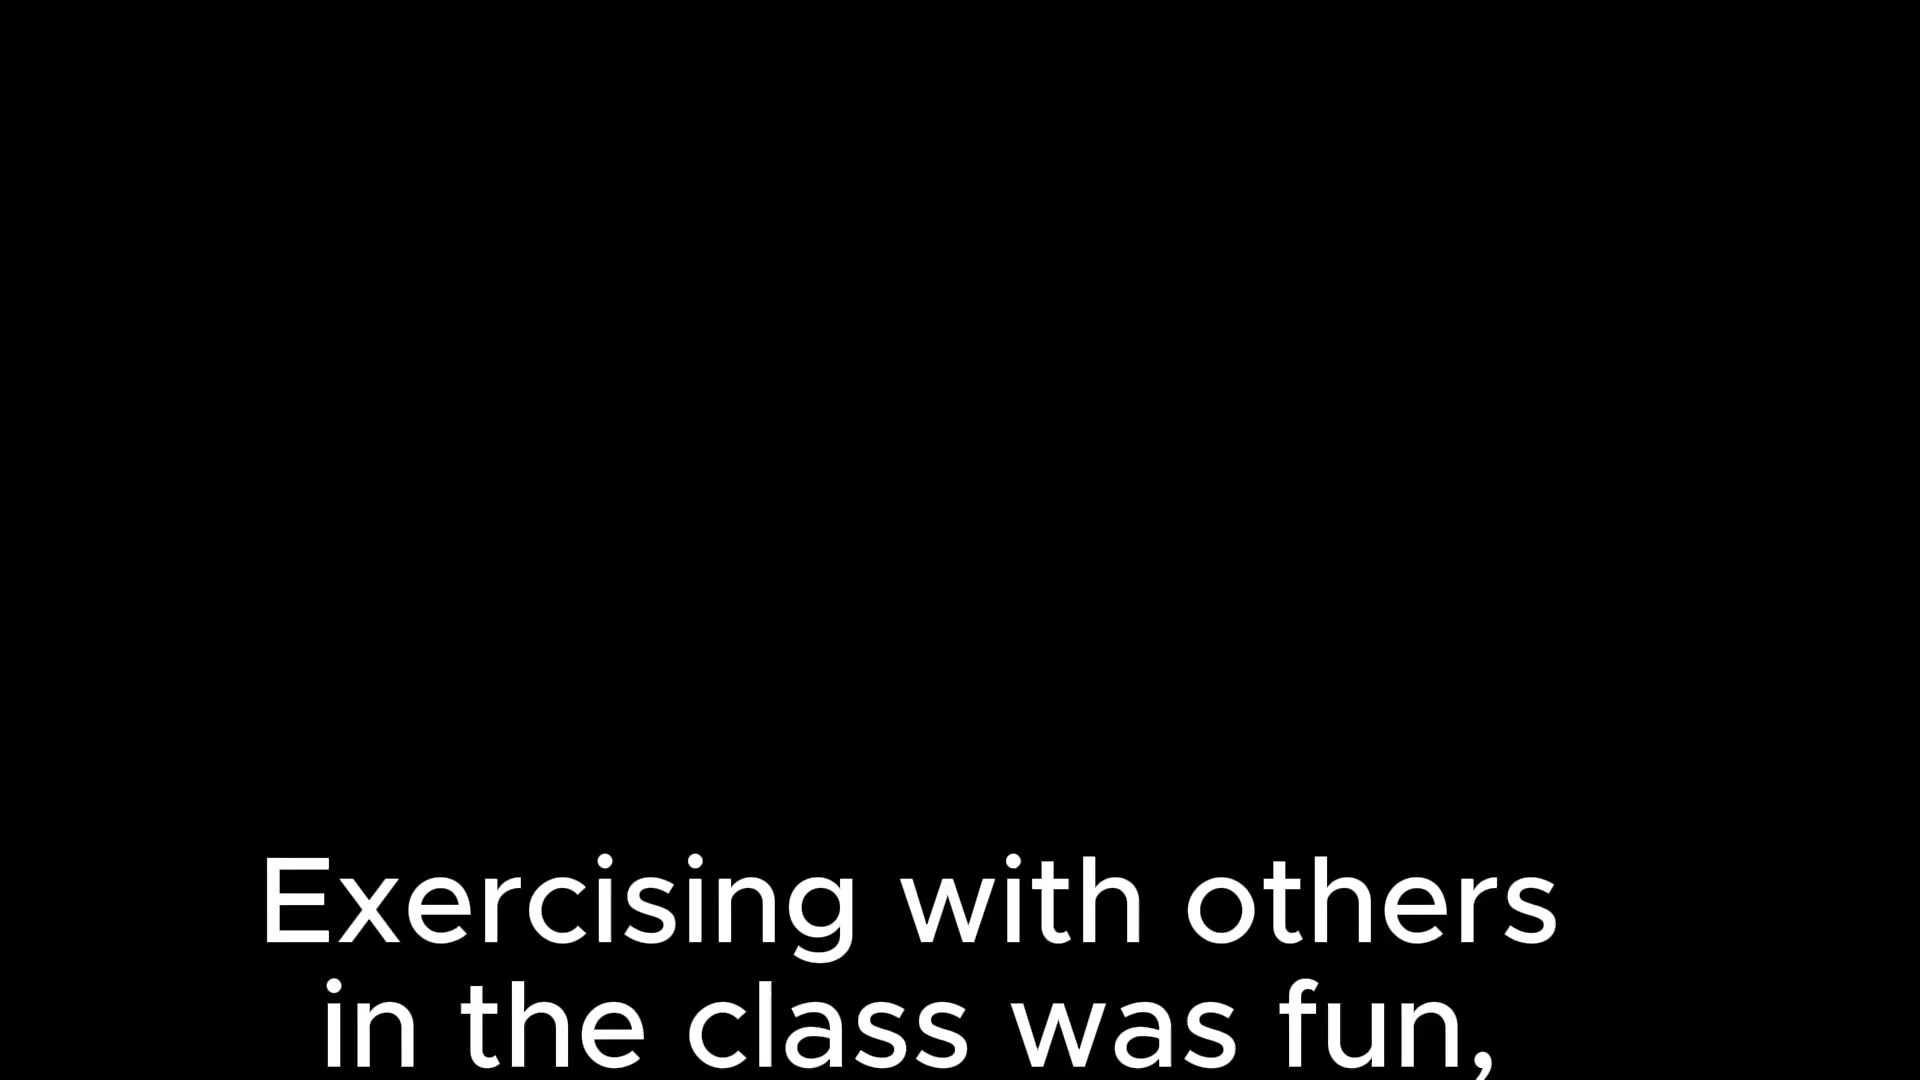 Exercising with others
in the class was fun,